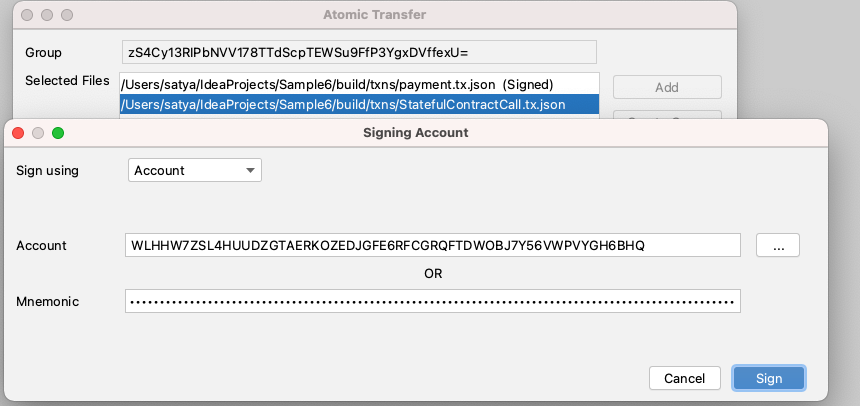 Atomic Transfer
Group
zS4Cy13RlPbNVV178TTdScpTEWSu9FfP3YgxDVffexU=
Selected Files
/Users/satya/IdeaProjects/Sample6/build/txns/payment.tx.json (Signed)
/Users/satya/IdeaProjects/Sample6/build/txns/StatefulContractCall.tx.json
Add
Signing Account
Sign using
Account
Account
WLHHW7ZSL4HUUDZGTAERKOZEDJGFE6RFCGRQFTDWOBJ7Y56VWPVYGH6BHQ
...
OR
Mnemonic
Cancel
Sign